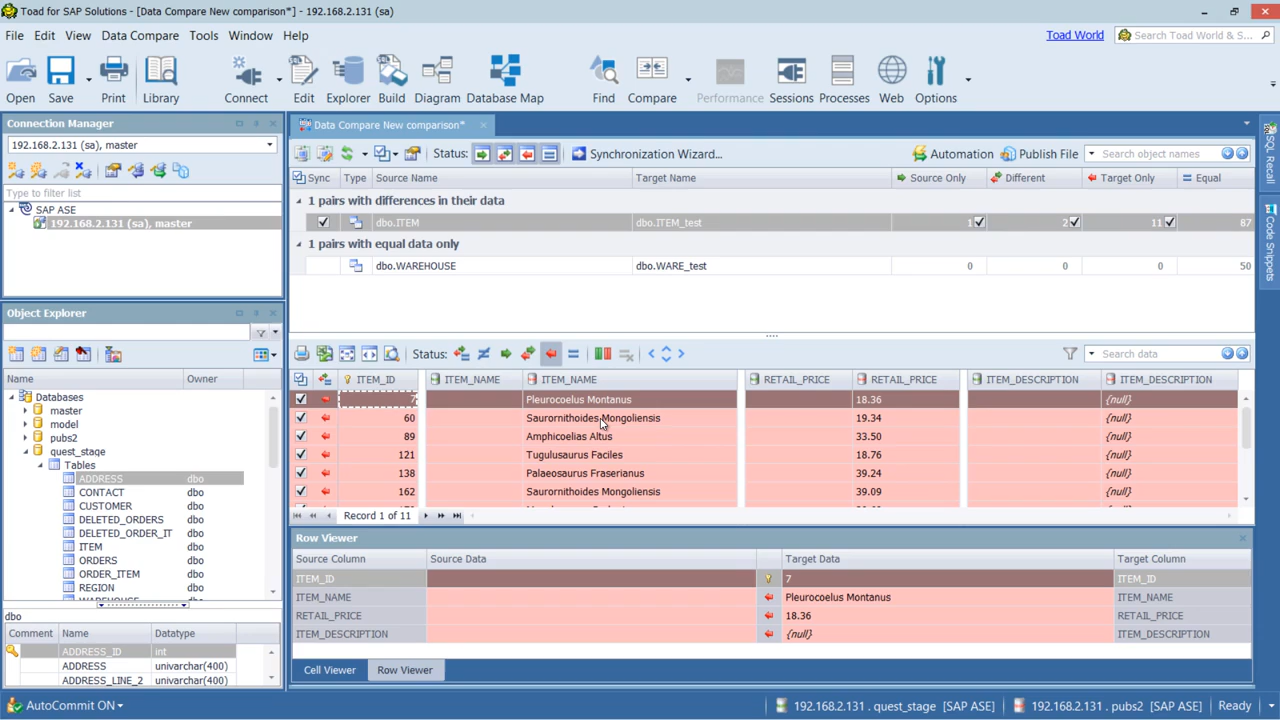 Toad for SAP Solutions - [Data Compare New comparison*] - 192.168.2.131 (sa)
File Edit View Data Compare Tools Window Help
Toad World Search Toad World & S...
Open Save Print Library Connect Edit Explorer Build Diagram Database Map Find Compare Performance Sessions Processes Web Options
Connection Manager
192.168.2.131 (sa), master
Type to filter list
SAP ASE
192.168.2.131 (sa), master
Object Explorer
Name Owner
Databases
master
model
pubs2
quest_stage
Tables
ADDRESS dbo
CONTACT dbo
CUSTOMER dbo
DELETED_ORDERS dbo
DELETED_ORDER_IT dbo
ITEM dbo
ORDERS dbo
ORDER_ITEM dbo
REGION dbo
WAREHOUSE dbo
dbo
Comment Name Datatype
ADDRESS_ID int
ADDRESS univarchar(400)
ADDRESS_LINE_2 univarchar(400)
Data Compare New comparison*
Status: Synchronization Wizard... Automation Publish File Search object names
Sync Type Source Name Target Name Source Only Different Target Only Equal
1 pairs with differences in their data
dbo.ITEM dbo.ITEM_test 1 2 11 87
1 pairs with equal data only
dbo.WAREHOUSE dbo.WARE_test 0 0 0 50
Status: Search data
ITEM_ID ITEM_NAME ITEM_NAME RETAIL_PRICE RETAIL_PRICE ITEM_DESCRIPTION ITEM_DESCRIPTION
7 Pleurocoelus Montanus 18.36 {null}
60 Saurornithoides Mongoliensis 19.34 {null}
89 Amphicoelias Altus 33.50 {null}
121 Tugulusaurus Faciles 18.76 {null}
138 Palaeosaurus Fraserianus 39.24 {null}
162 Saurornithoides Mongoliensis 39.09 {null}
Record 1 of 11
Row Viewer
Source Column Source Data Target Data Target Column
ITEM_ID 7 ITEM_ID
ITEM_NAME Pleurocoelus Montanus ITEM_NAME
RETAIL_PRICE 18.36 RETAIL_PRICE
ITEM_DESCRIPTION {null} ITEM_DESCRIPTION
Cell Viewer Row Viewer
SQL Recall
Code Snippets
AutoCommit ON 192.168.2.131 . quest_stage [SAP ASE] 192.168.2.131 . pubs2 [SAP ASE] Ready